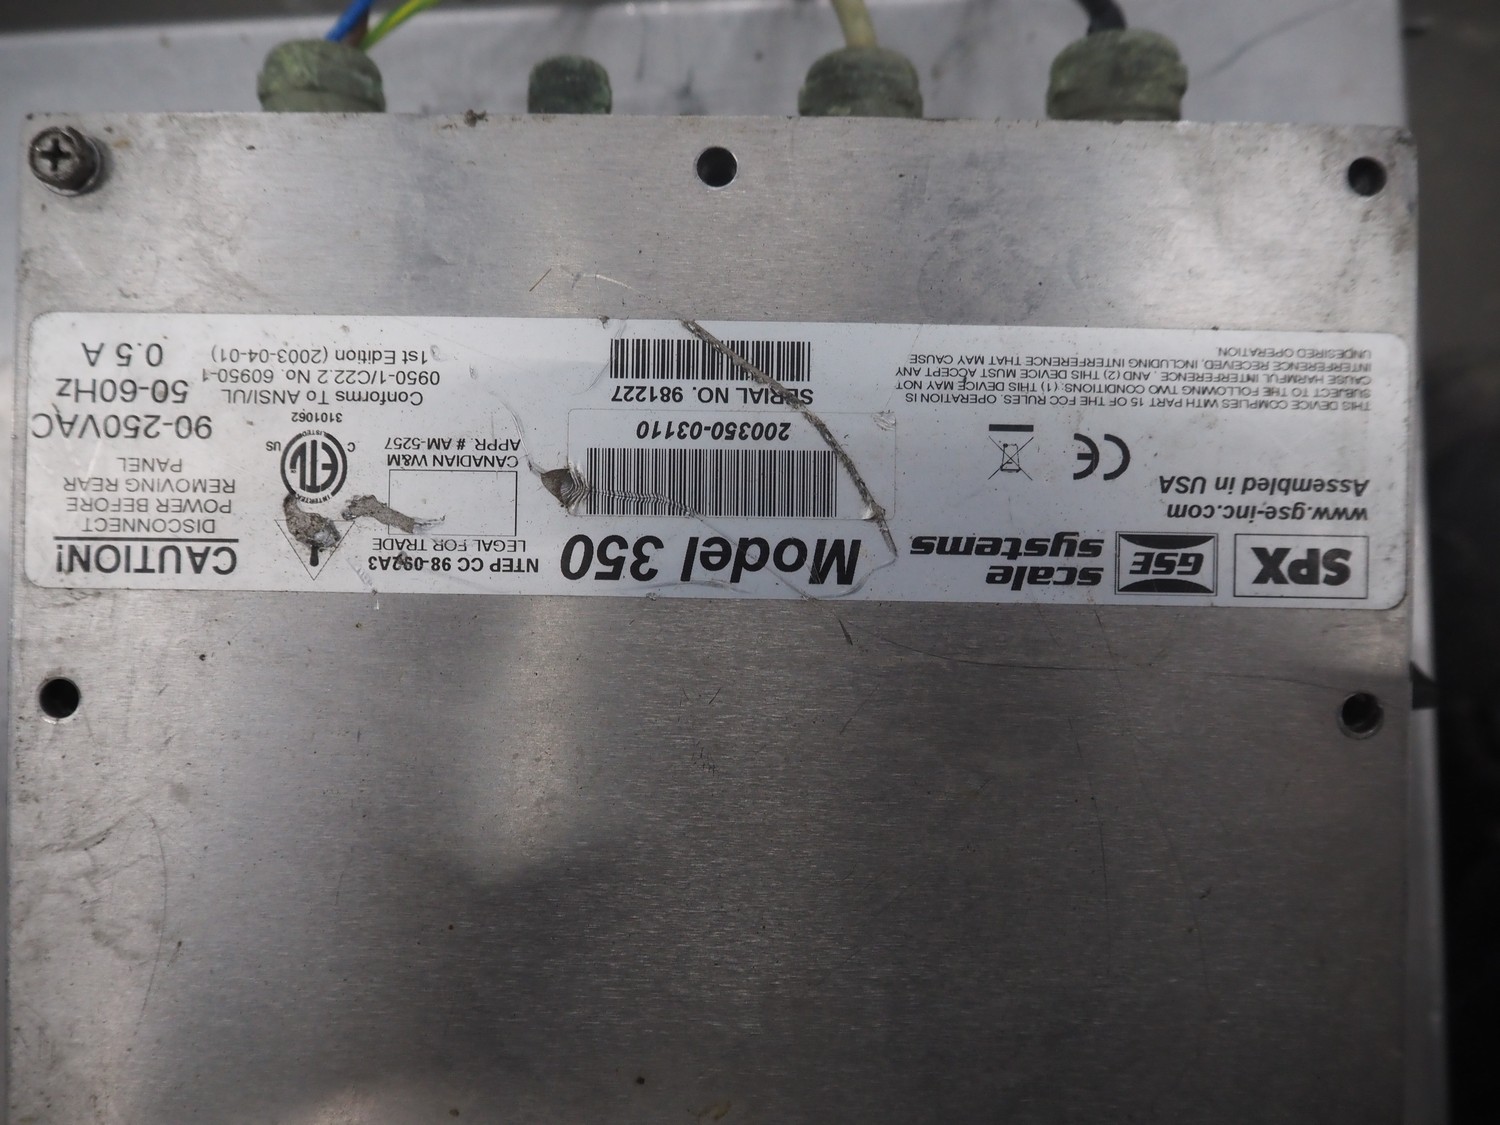 SPX
GSE
scale
systems
www.gse-inc.com
Assembled in USA
CE
THIS DEVICE COMPLIES WITH PART 15 OF THE FCC RULES. OPERATION IS
SUBJECT TO THE FOLLOWING TWO CONDITIONS: (1) THIS DEVICE MAY NOT
CAUSE HARMFUL INTERFERENCE, AND (2) THIS DEVICE MUST ACCEPT ANY
INTERFERENCE RECEIVED, INCLUDING INTERFERENCE THAT MAY CAUSE
UNDESIRED OPERATION.
Model 350
200350-03110
SERIAL NO. 981227
NTEP CC 98-092A3
LEGAL FOR TRADE
CANADIAN W&M
APPR. # AM-5257
C ETL US
LISTED
3101062
Conforms To ANSI/UL
0950-1/C22.2 No. 60950-1
1st Edition (2003-04-01)
CAUTION!
DISCONNECT
POWER BEFORE
REMOVING REAR
PANEL
90-250VAC
50-60Hz
0.5 A